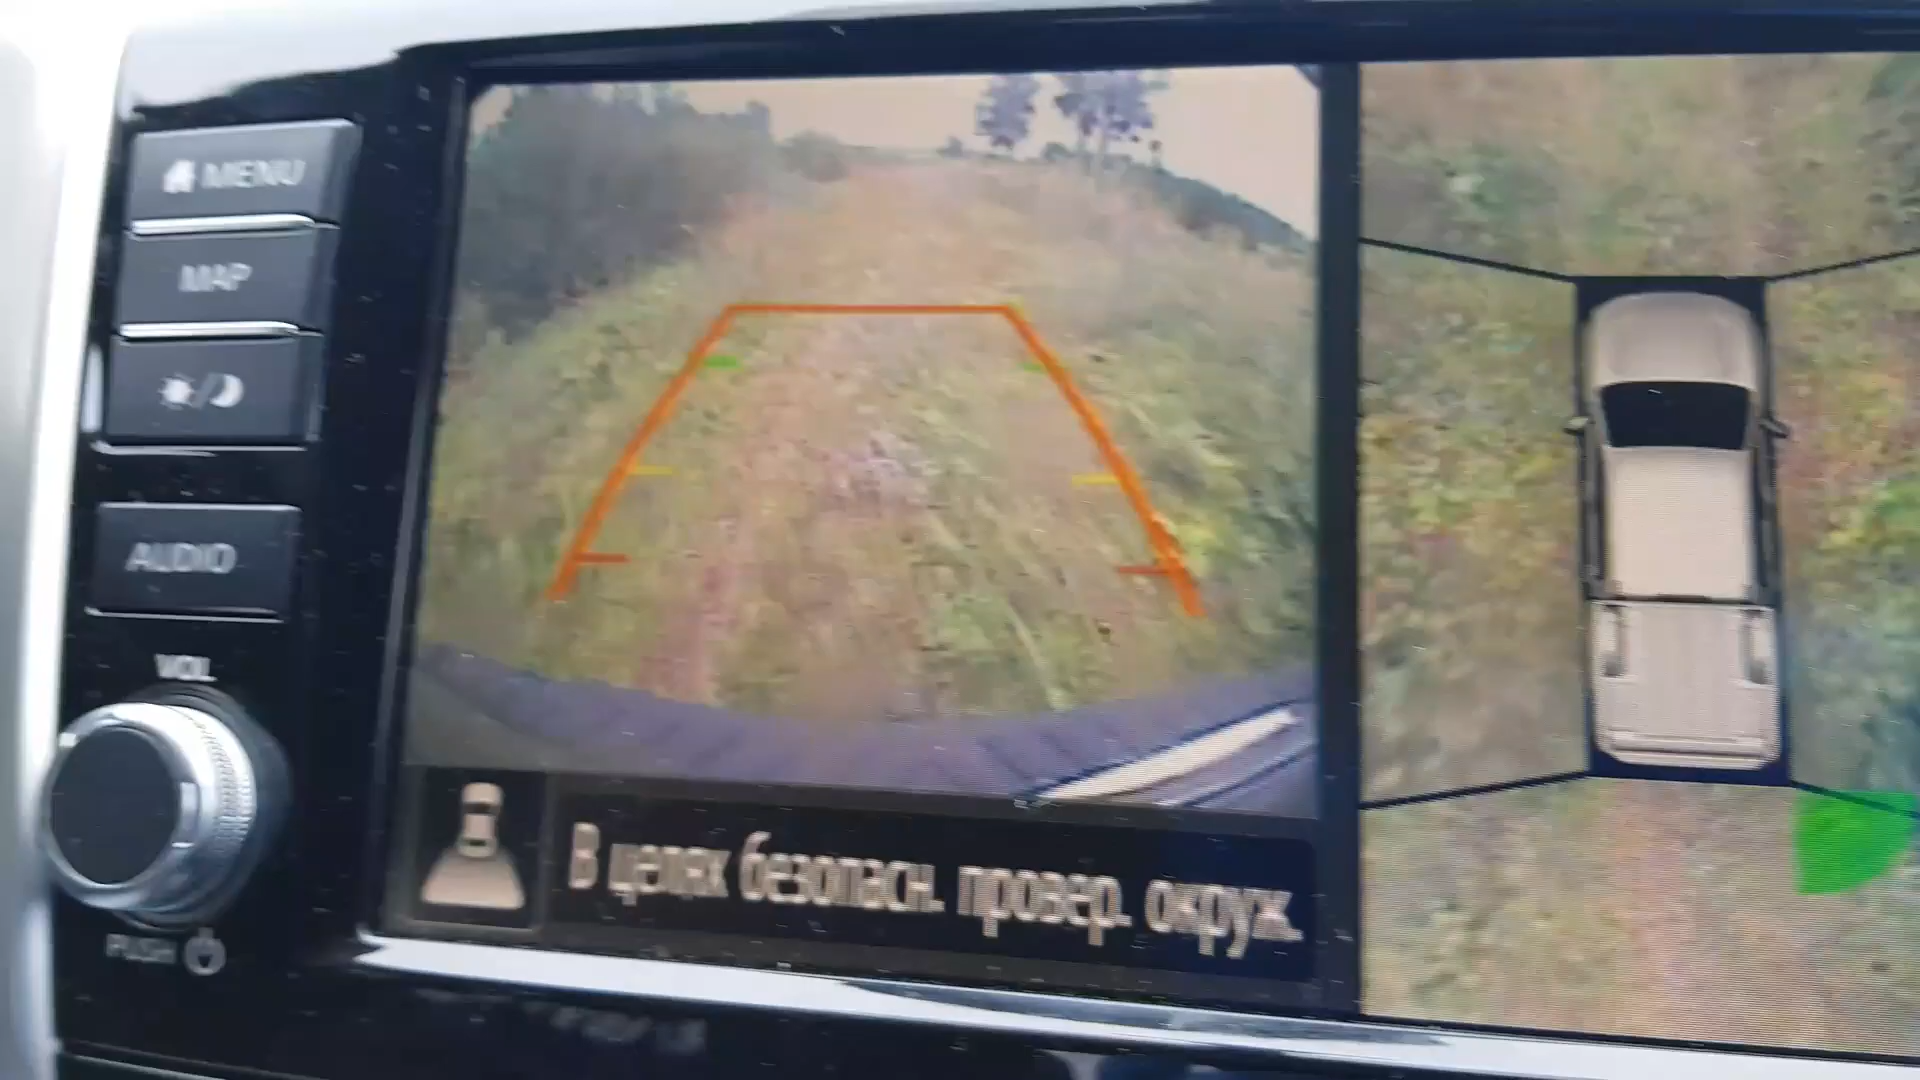 MENU
MAP
AUDIO
VOL
PUSH
В целях безопасн. провер. окруж.